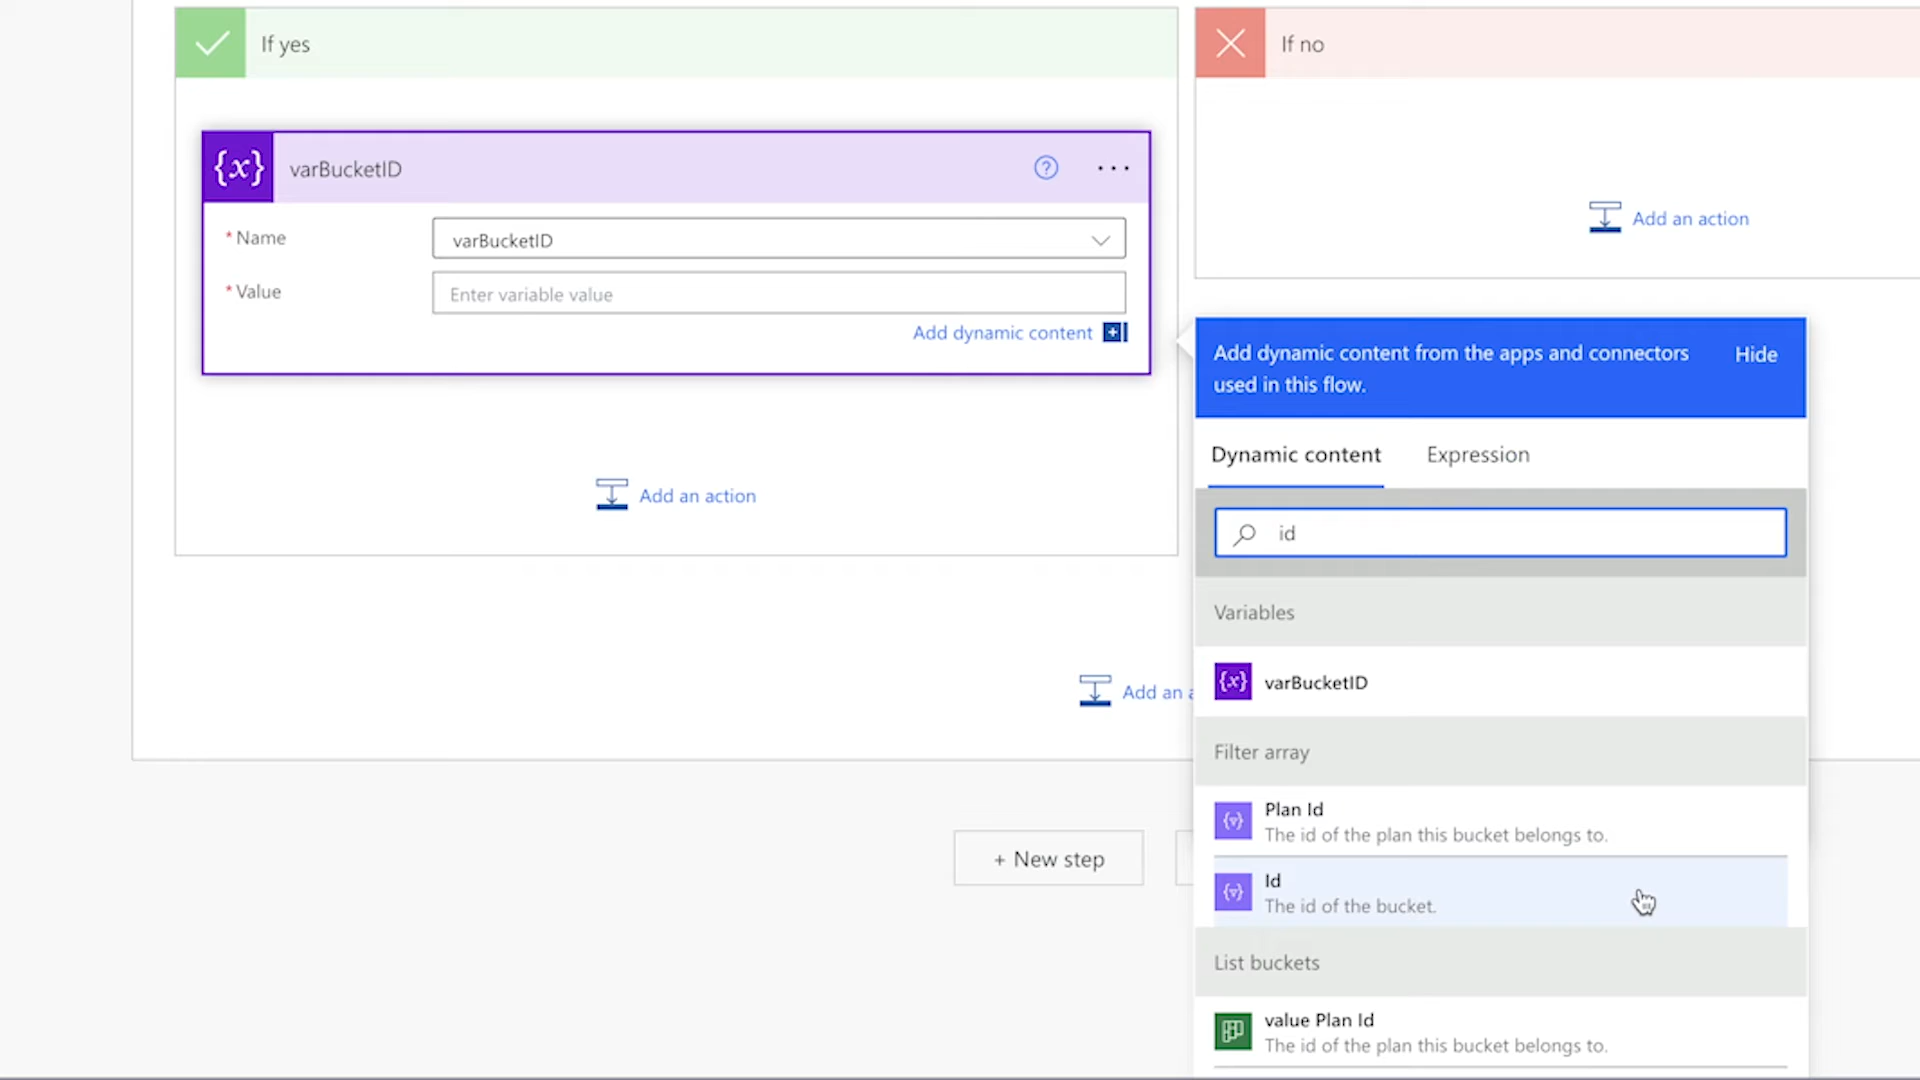 If yes
If no
{x}
varBucketID
?
...
* Name
varBucketID
* Value
Enter variable value
Add dynamic content
Add an action
Add an action
Add dynamic content from the apps and connectors
used in this flow.
Hide
Dynamic content
Expression
id
Variables
{x}
varBucketID
Filter array
Plan Id
The id of the plan this bucket belongs to.
Id
The id of the bucket.
List buckets
value Plan Id
The id of the plan this bucket belongs to.
Add an a
+ New step